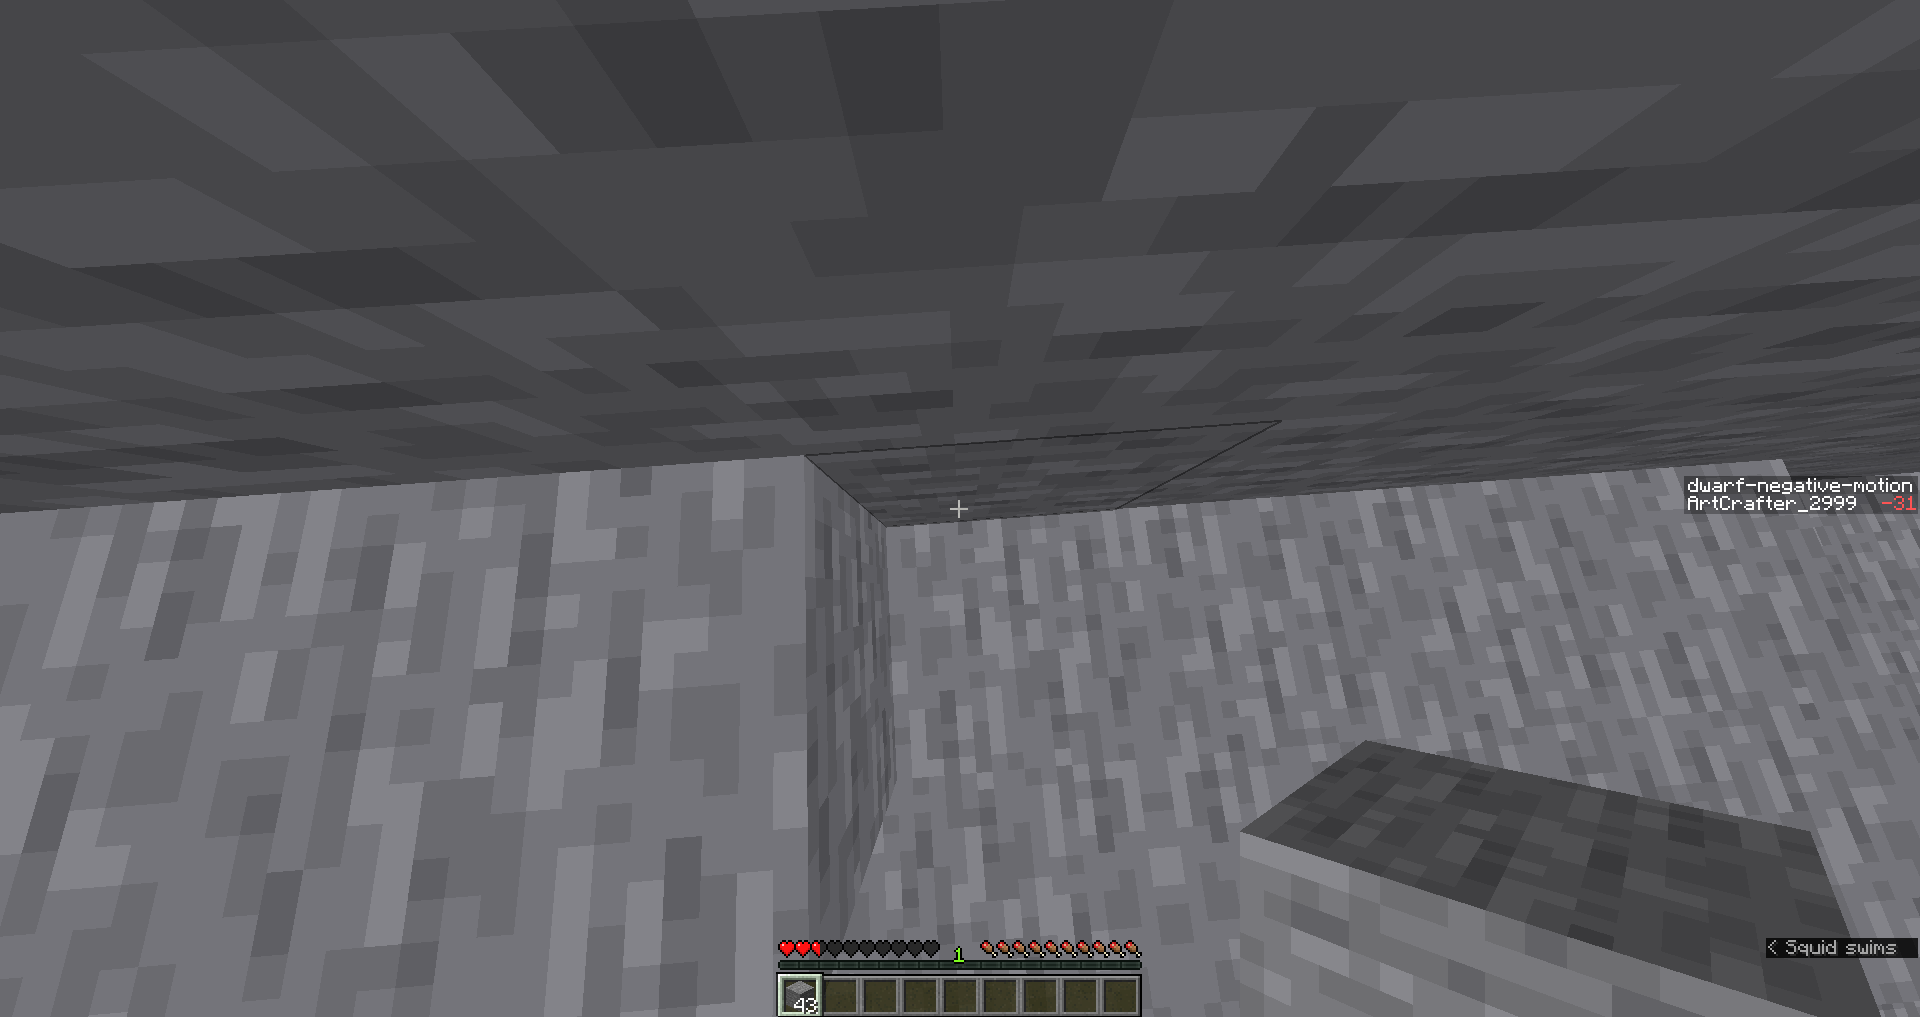 dwarf-negative-motion
ArtCrafter_2999 -31
< Squid swims
1
43